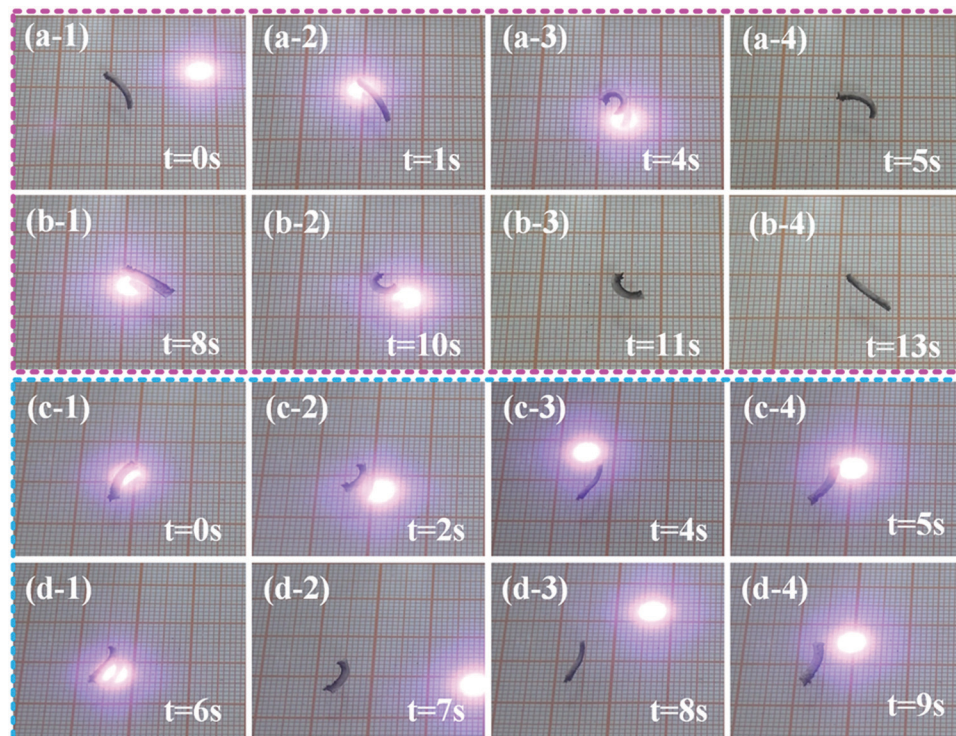 (a-1) (a-2) (a-3) (a-4)
t=0s t=1s t=4s t=5s
(b-1) (b-2) (b-3) (b-4)
t=8s t=10s t=11s t=13s
(c-1) (c-2) (c-3) (c-4)
t=0s t=2s t=4s t=5s
(d-1) (d-2) (d-3) (d-4)
t=6s t=7s t=8s t=9s